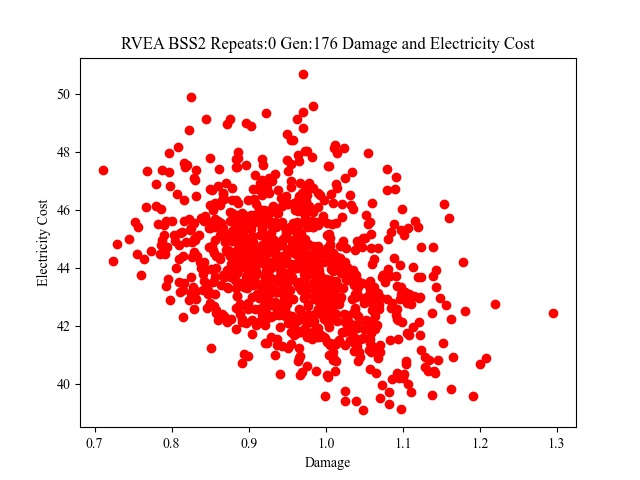 RVEA BSS2 Repeats:0 Gen:176 Damage and Electricity Cost
50
48
46
44
42
40
Electricity Cost
0.7 0.8 0.9 1.0 1.1 1.2 1.3
Damage